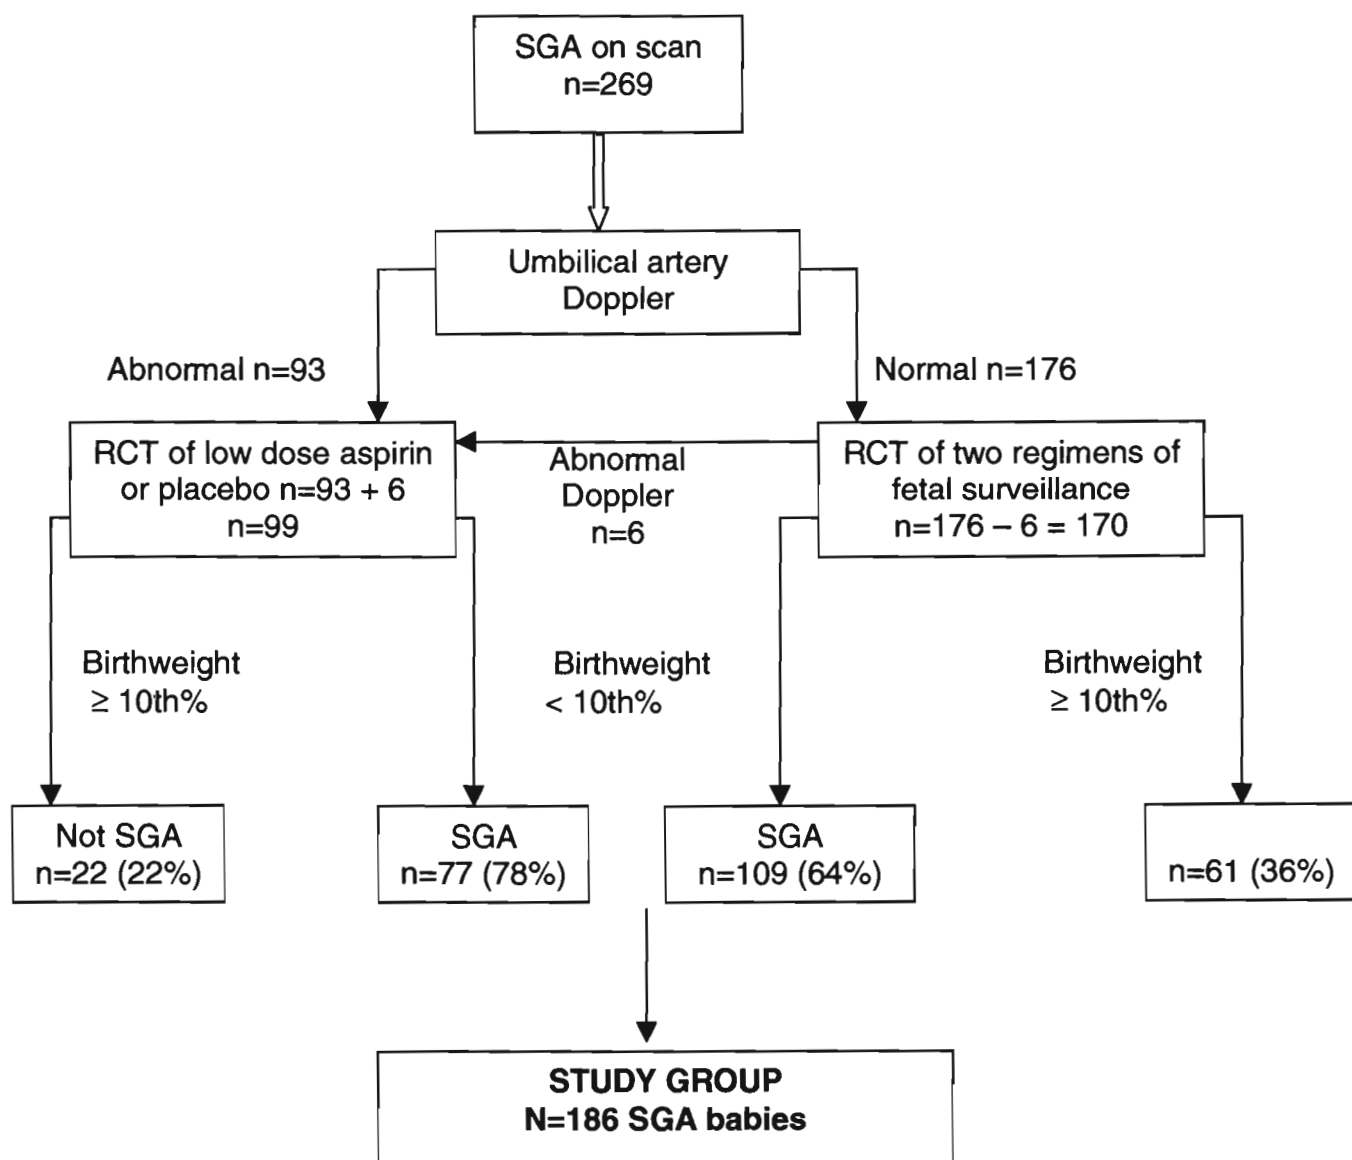 SGA on scan
n=269
Umbilical artery
Doppler
Abnormal n=93
Normal n=176
RCT of low dose aspirin
or placebo n=93 + 6
n=99
Abnormal
Doppler
n=6
RCT of two regimens of
fetal surveillance
n=176 – 6 = 170
Birthweight
≥ 10th%
Birthweight
< 10th%
Birthweight
≥ 10th%
Not SGA
n=22 (22%)
SGA
n=77 (78%)
SGA
n=109 (64%)
n=61 (36%)
STUDY GROUP
N=186 SGA babies